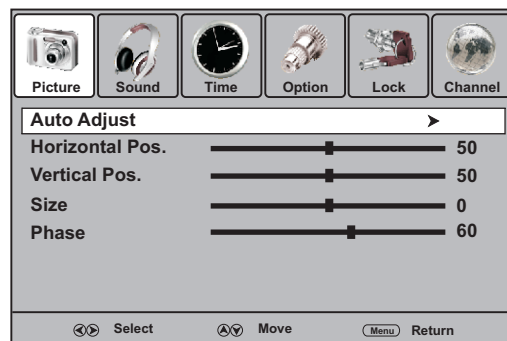 Picture Sound Time Option Lock Channel
Auto Adjust
Horizontal Pos. 50
Vertical Pos. 50
Size 0
Phase 60
Select Move Menu Return